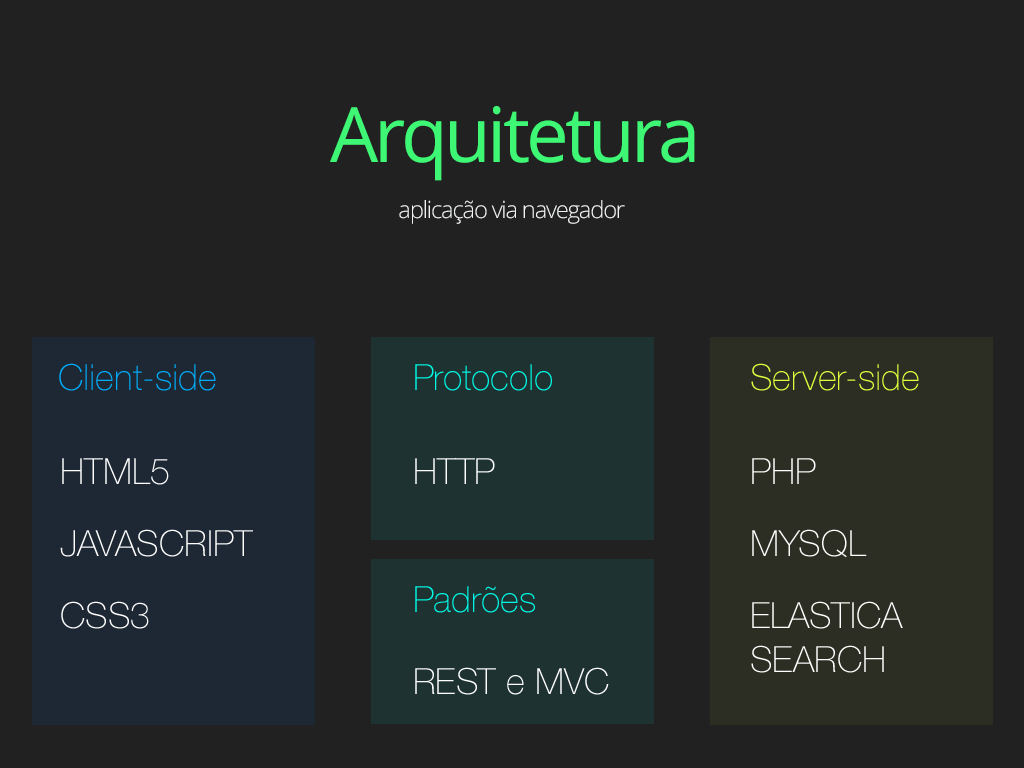 Arquitetura
aplicação via navegador
Client-side
HTML5
JAVASCRIPT
CSS3
Protocolo
HTTP
Padrões
REST e MVC
Server-side
PHP
MYSQL
ELASTICA
SEARCH